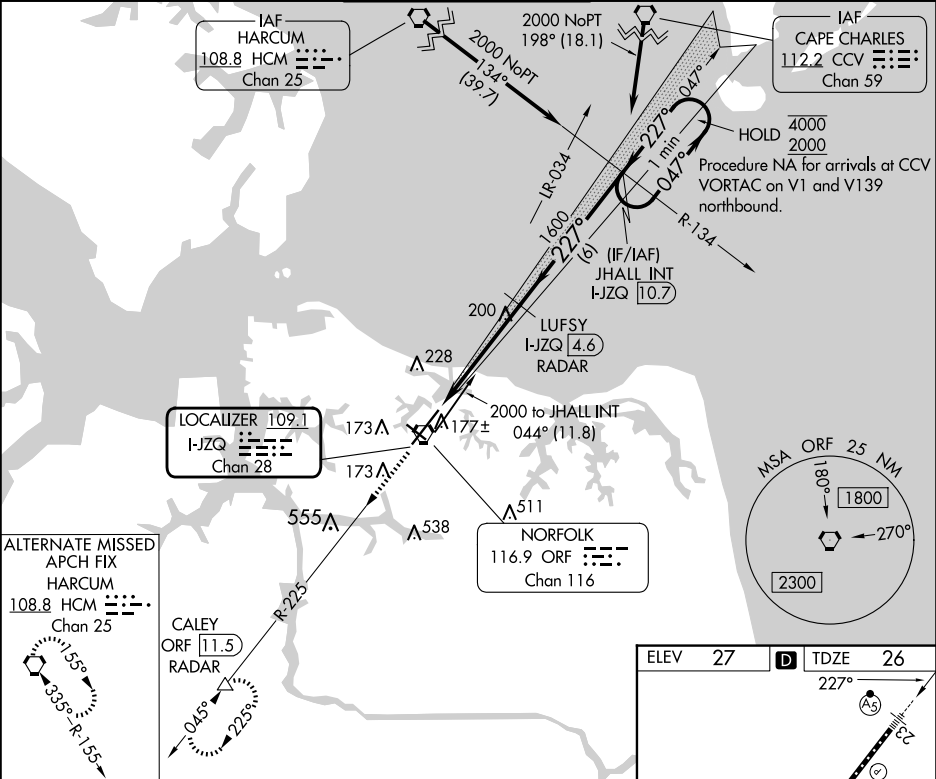 IAF
HARCUM
108.8 HCM
Chan 25
2000 NoPT
134°
(39.7)
2000 NoPT
198° (18.1)
IAF
CAPE CHARLES
112.2 CCV
Chan 59
047°
227°
1 min
047°
HOLD
4000
2000
Procedure NA for arrivals at CCV
VORTAC on V1 and V139
northbound.
LR-034
R-134
1600
227°
(6)
(IF/IAF)
JHALL INT
I-JZQ 10.7
200
LUFSY
I-JZQ 4.6
RADAR
228
2000 to JHALL INT
044° (11.8)
LOCALIZER 109.1
I-JZQ
Chan 28
173
177±
173
555
538
511
NORFOLK
116.9 ORF
Chan 116
MSA ORF 25 NM
180°
1800
270°
2300
ALTERNATE MISSED
APCH FIX
HARCUM
108.8 HCM
Chan 25
155°
335°
R-155
R-225
CALEY
ORF 11.5
RADAR
045°
225°
ELEV 27
D
TDZE 26
227°
A5
23
P